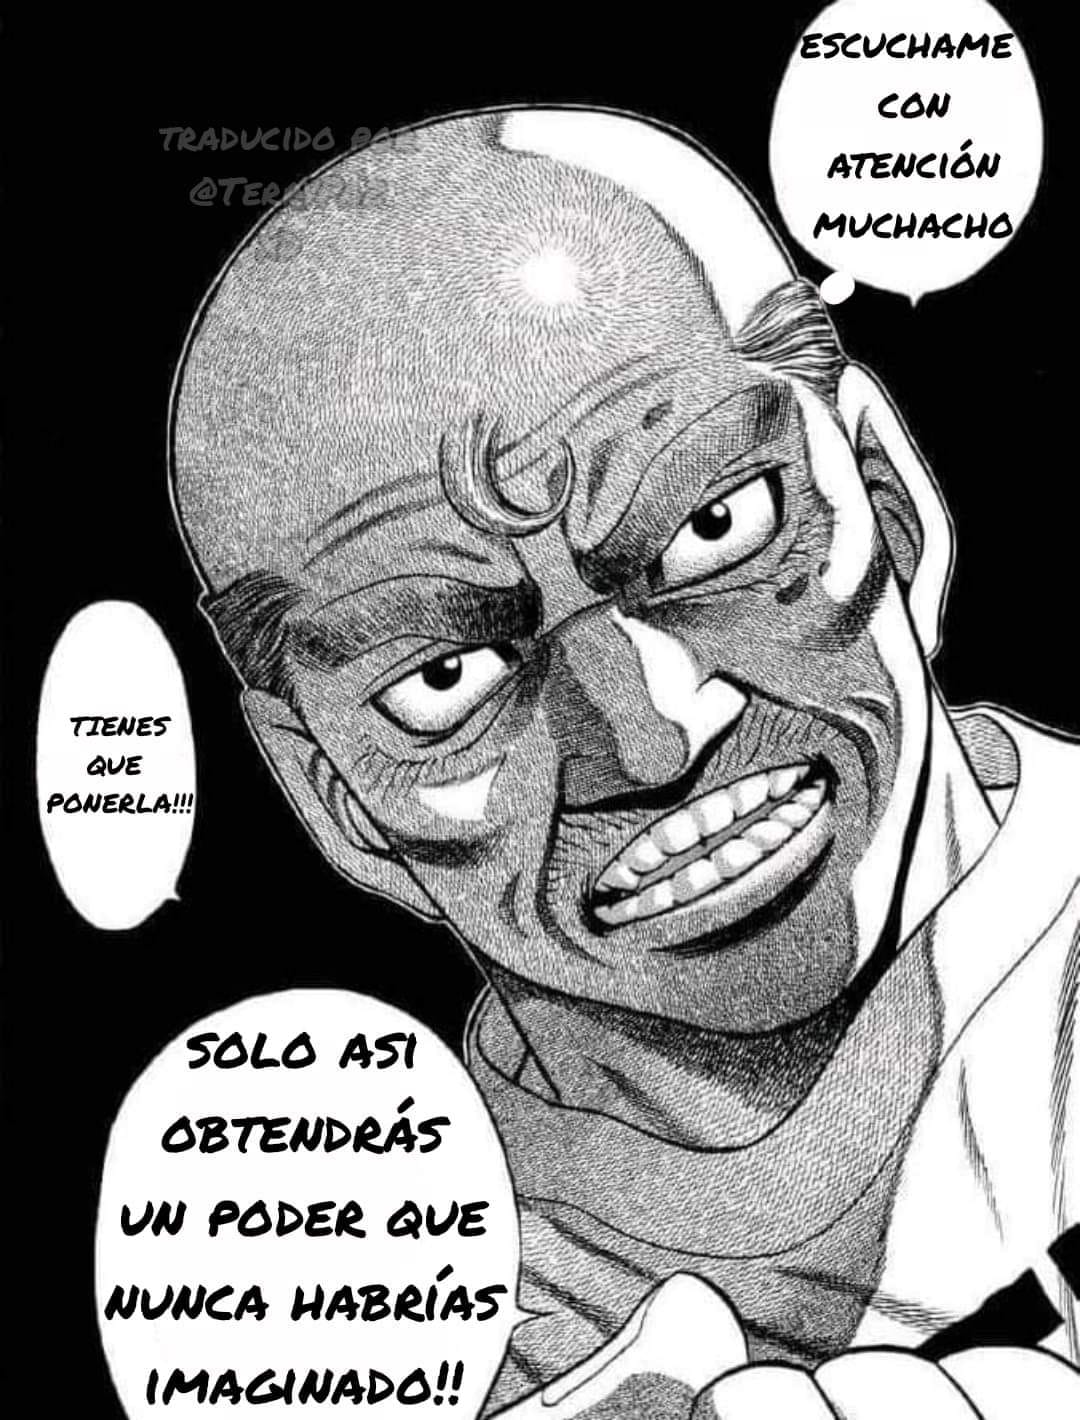 ESCUCHAME
CON
ATENCIÓN
MUCHACHO
TRADUCIDO
TIENES
QUE
PONERLA!!!
SOLO ASI
OBTENDRÁS
UN PODER QUE
NUNCA HABRÍAS
IMAGINADO!!